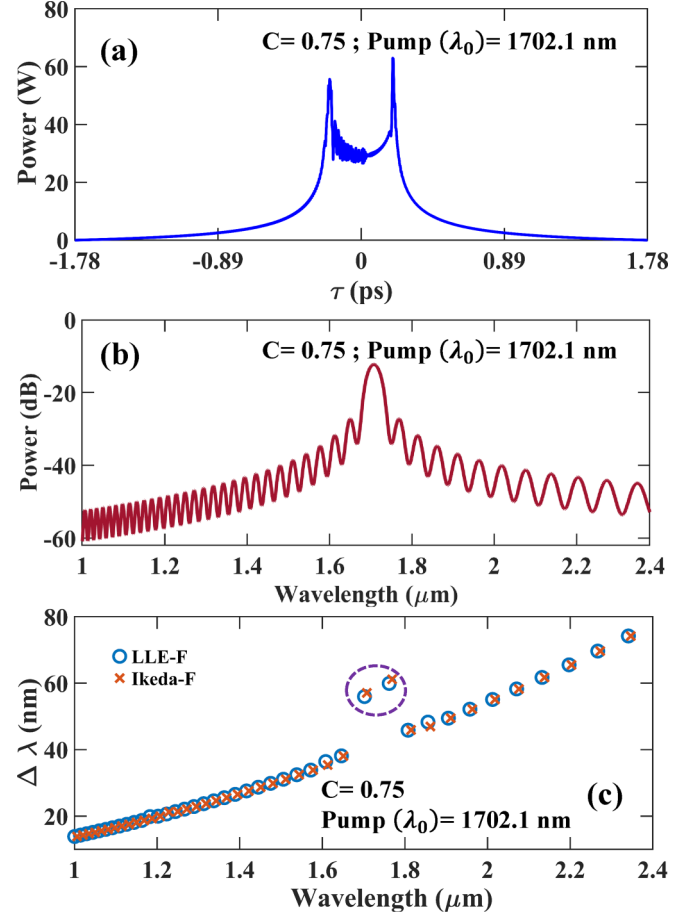 80
(a)
C= 0.75 ; Pump (λ0)= 1702.1 nm
60
Power (W)
40
20
0
-1.78 -0.89 0 0.89 1.78
τ (ps)
0
(b)
C= 0.75 ; Pump (λ0)= 1702.1 nm
-20
Power (dB)
-40
-60
1 1.2 1.4 1.6 1.8 2 2.2 2.4
Wavelength (μm)
80
LLE-F
Ikeda-F
60
Δ λ (nm)
40
C= 0.75
(c)
Pump (λ0)= 1702.1 nm
20
1 1.2 1.4 1.6 1.8 2 2.2 2.4
Wavelength (μm)